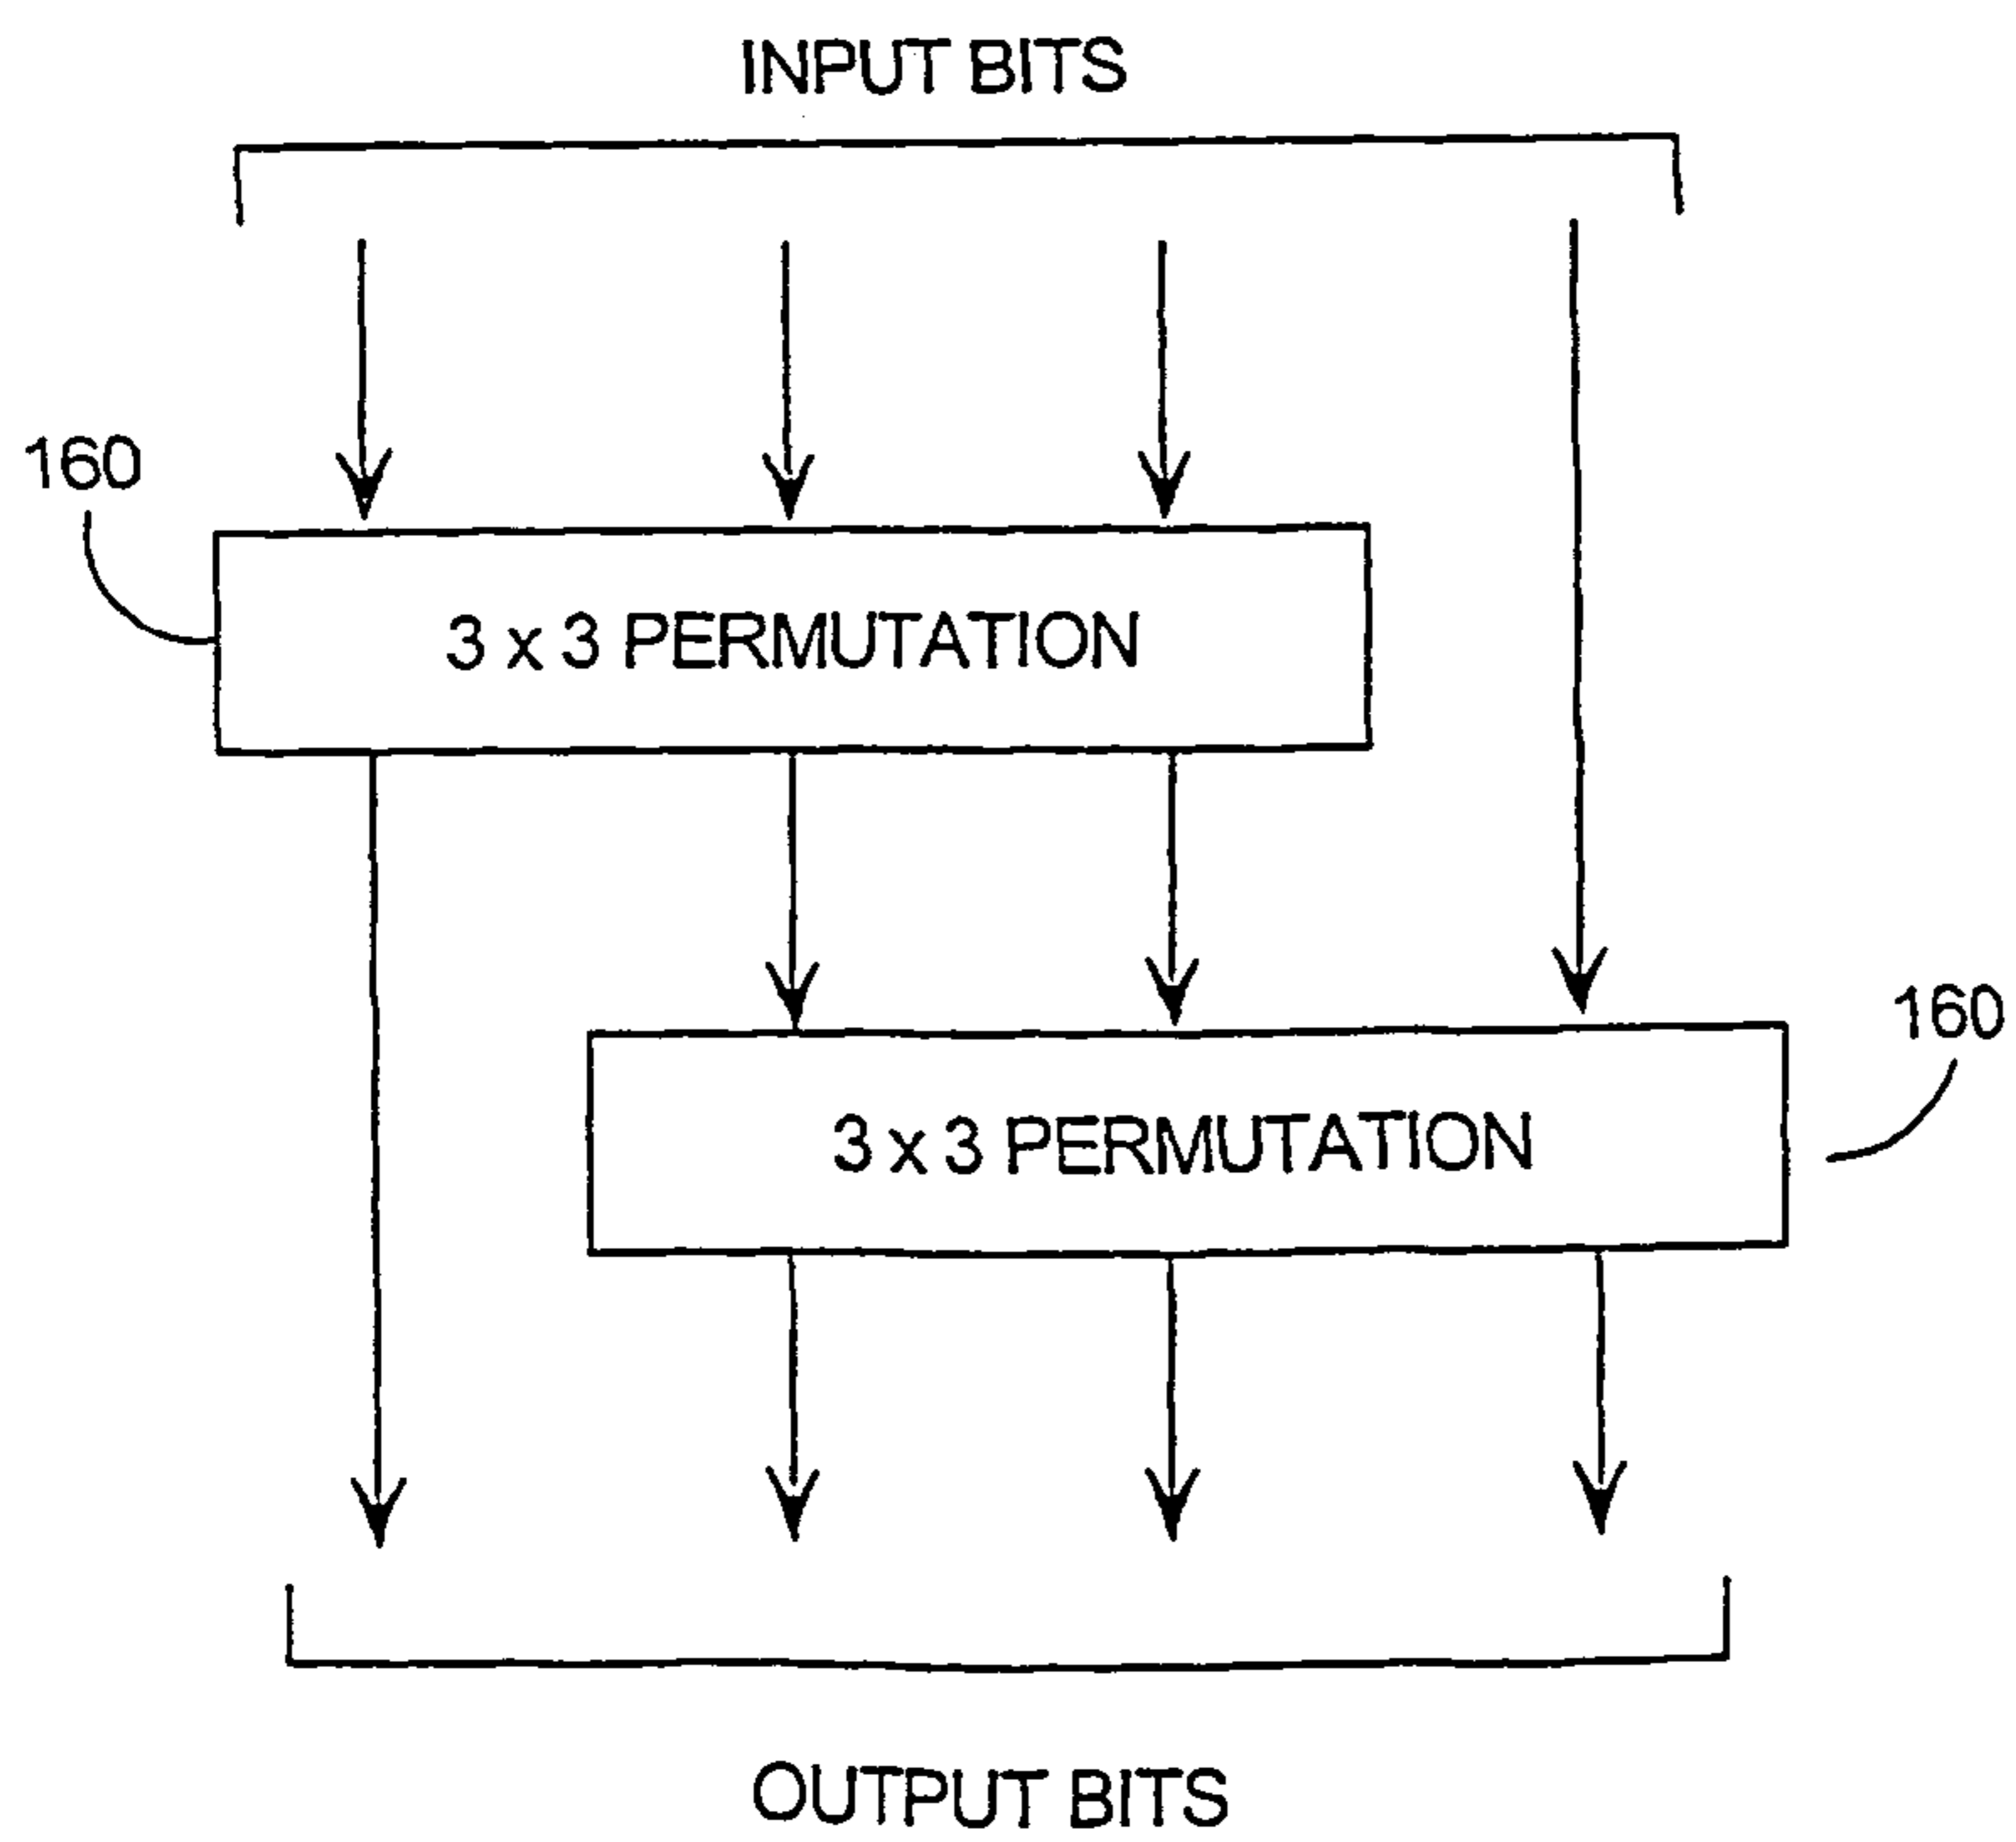 INPUT BITS
160
3 x 3 PERMUTATION
160
3 x 3 PERMUTATION
OUTPUT BITS